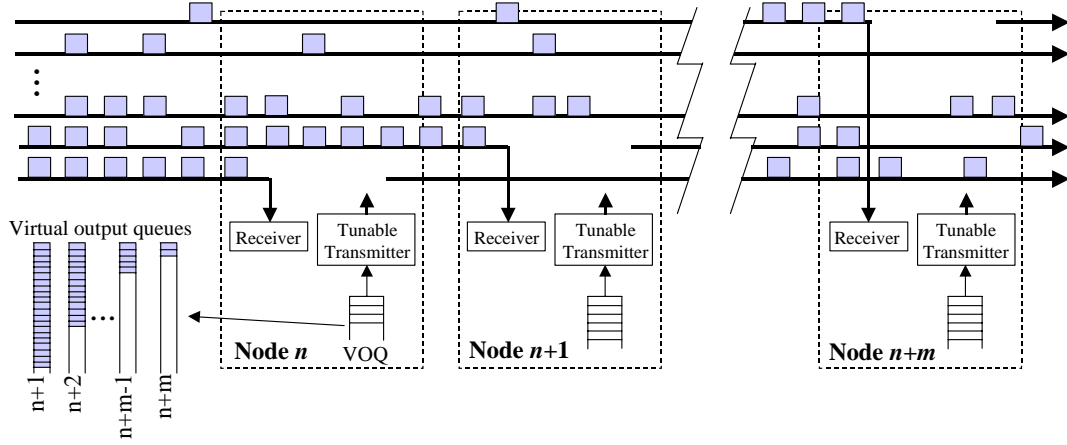 Receiver
Tunable
Transmitter
Receiver
Tunable
Transmitter
Receiver
Tunable
Transmitter
Virtual output queues
n+1
n+2
n+m-1
n+m
Node n
VOQ
Node n+1
Node n+m